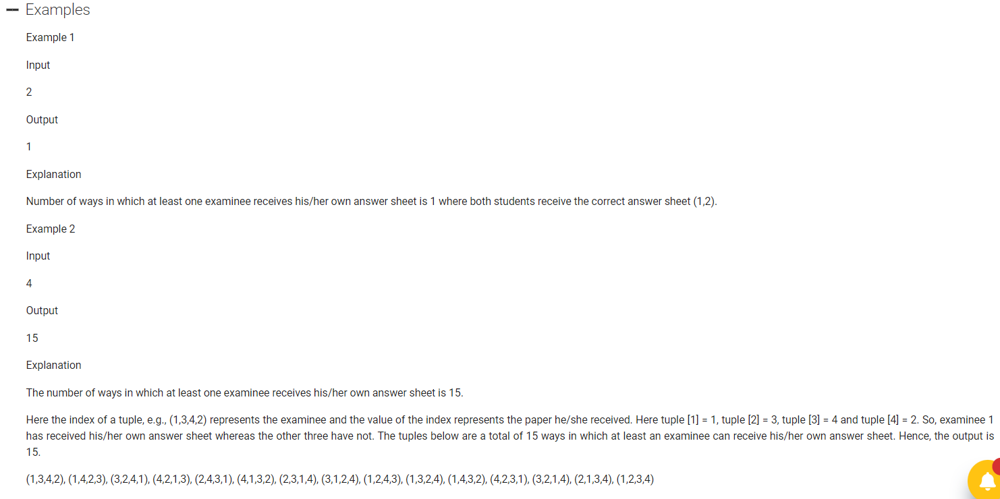 Examples
Example 1
Input
2
Output
1
Explanation
Number of ways in which at least one examinee receives his/her own answer sheet is 1 where both students receive the correct answer sheet (1,2).
Example 2
Input
4
Output
15
Explanation
The number of ways in which at least one examinee receives his/her own answer sheet is 15.
Here the index of a tuple, e.g., (1,3,4,2) represents the examinee and the value of the index represents the paper he/she received. Here tuple [1] = 1, tuple [2] = 3, tuple [3] = 4 and tuple [4] = 2. So, examinee 1
has received his/her own answer sheet whereas the other three have not. The tuples below are a total of 15 ways in which at least an examinee can receive his/her own answer sheet. Hence, the output is
15.
(1,3,4,2), (1,4,2,3), (3,2,4,1), (4,2,1,3), (2,4,3,1), (4,1,3,2), (2,3,1,4), (3,1,2,4), (1,2,4,3), (1,3,2,4), (1,4,3,2), (4,2,3,1), (3,2,1,4), (2,1,3,4), (1,2,3,4)